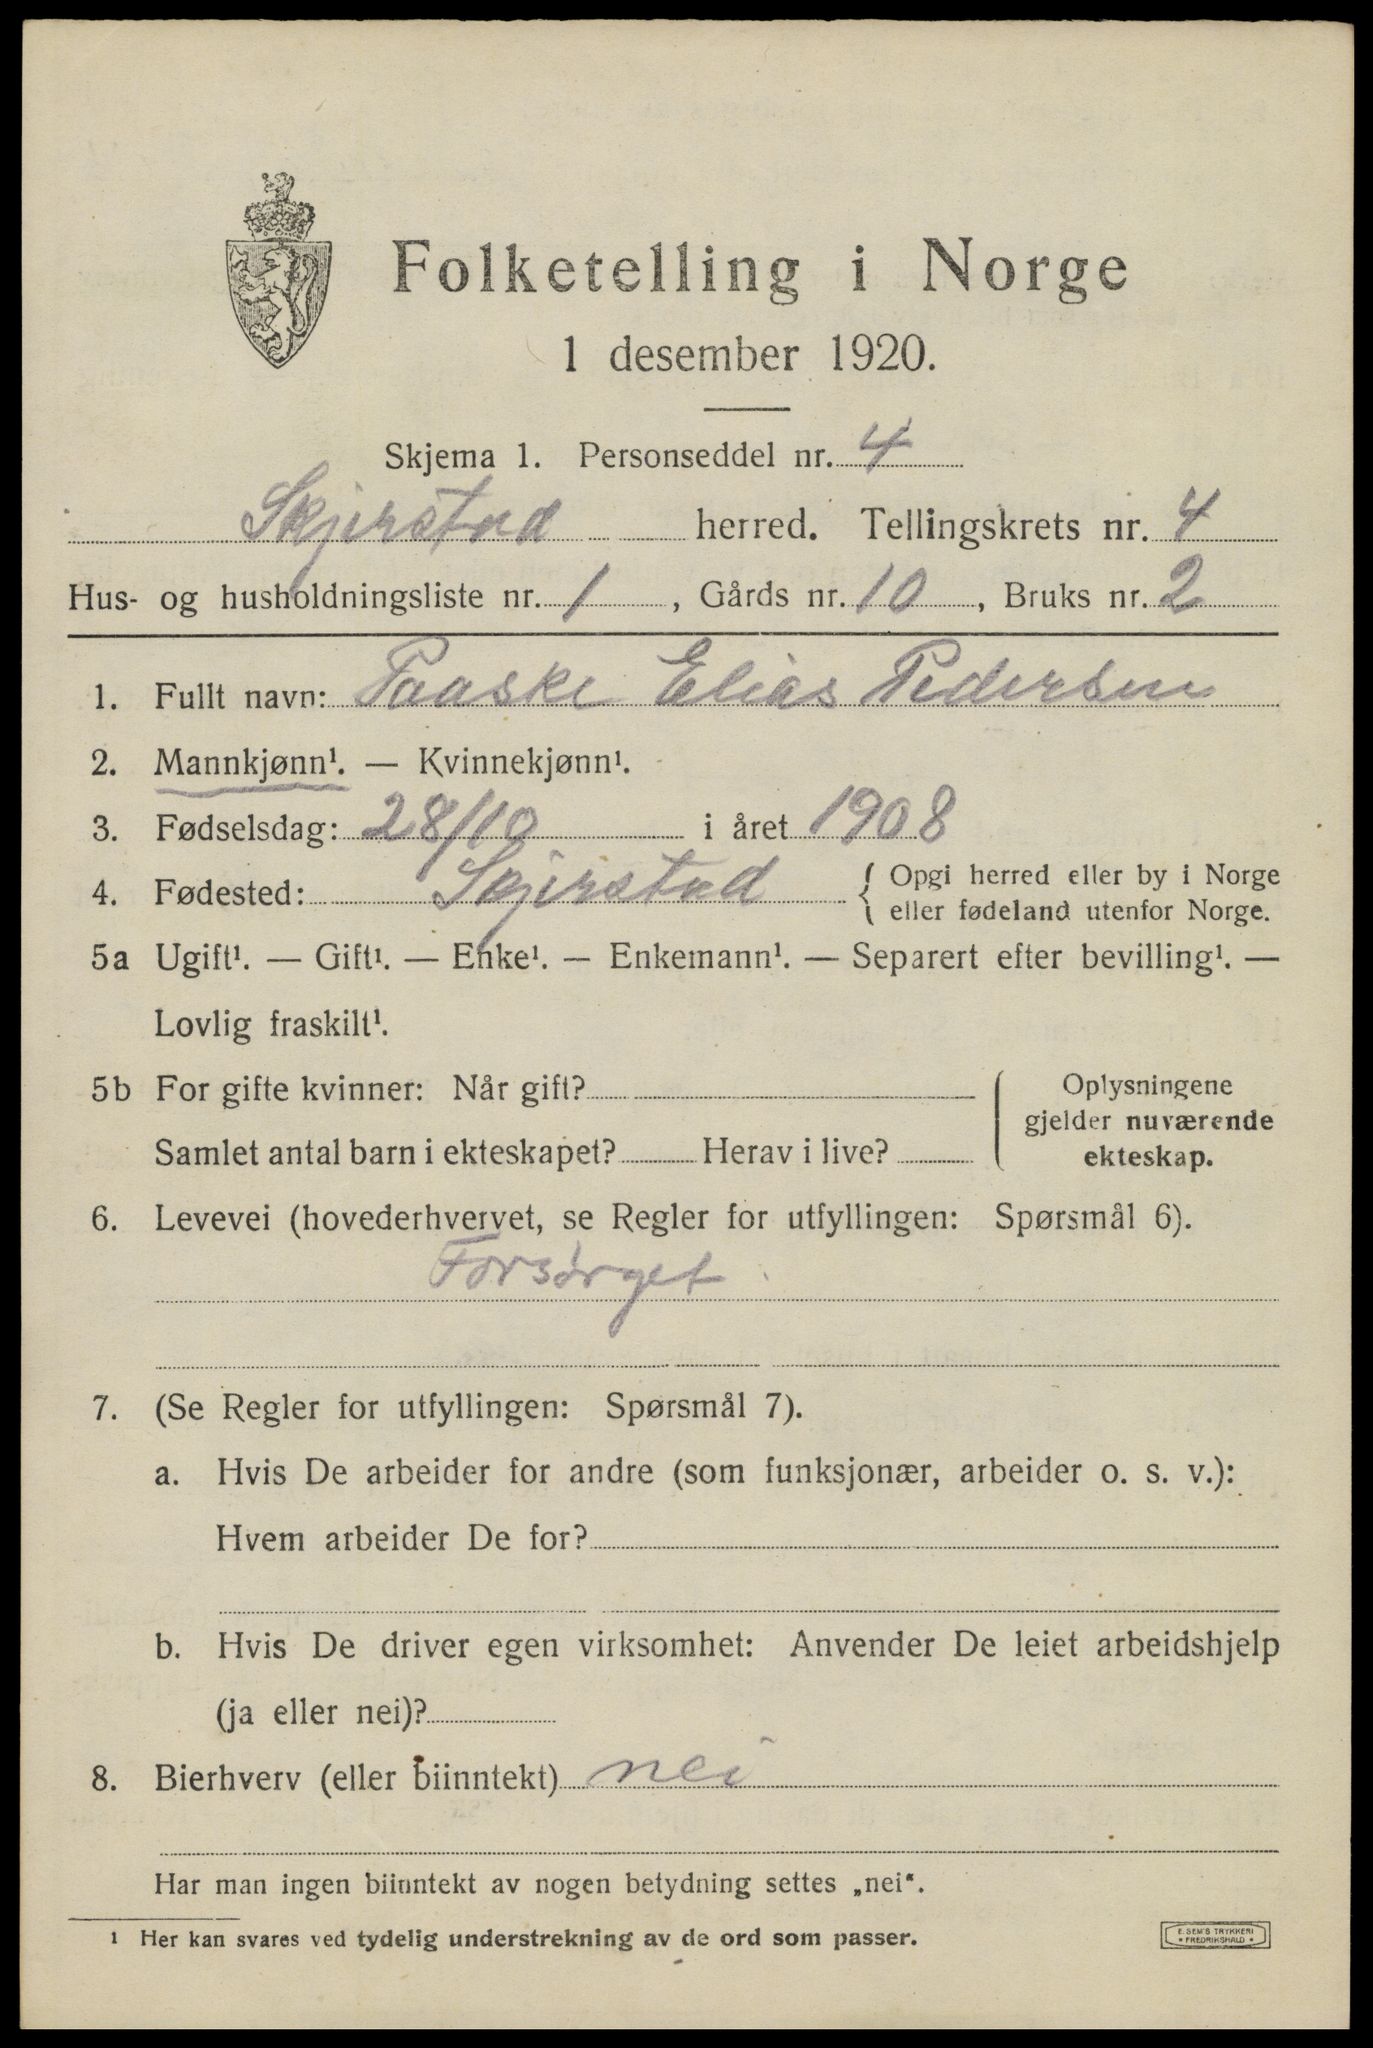 Folketelling i Norge
1 desember 1920.
Skjema 1. Personseddel nr. 4
Skjerstad herred. Tellingskrets nr. 4
Hus- og husholdningsliste nr. 1, Gårds nr. 10, Bruks nr. 2
1. Fullt navn: Paaske Elias Pedersen
2. Mannkjønn¹. — Kvinnekjønn¹.
3. Fødselsdag: 28/10 i året 1908
4. Fødested: Skjerstad { Opgi herred eller by i Norge
eller fødeland utenfor Norge.
5a Ugift¹. — Gift¹. — Enke¹. — Enkemann¹. — Separert efter bevilling¹. —
Lovlig fraskilt¹.
5b For gifte kvinner: Når gift?
Samlet antal barn i ekteskapet? Herav i live?
Oplysningene
gjelder nuværende
ekteskap.
6. Levevei (hovederhvervet, se Regler for utfyllingen: Spørsmål 6).
Forsørget
7. (Se Regler for utfyllingen: Spørsmål 7).
a. Hvis De arbeider for andre (som funksjonær, arbeider o. s. v.):
Hvem arbeider De for?
b. Hvis De driver egen virksomhet: Anvender De leiet arbeidshjelp
(ja eller nei)?
8. Bierhverv (eller biinntekt) nei
Har man ingen biinntekt av nogen betydning settes „nei“.
¹ Her kan svares ved tydelig understrekning av de ord som passer.
E. SEM'S TRYKKERI
* FREDRIKSHALD *